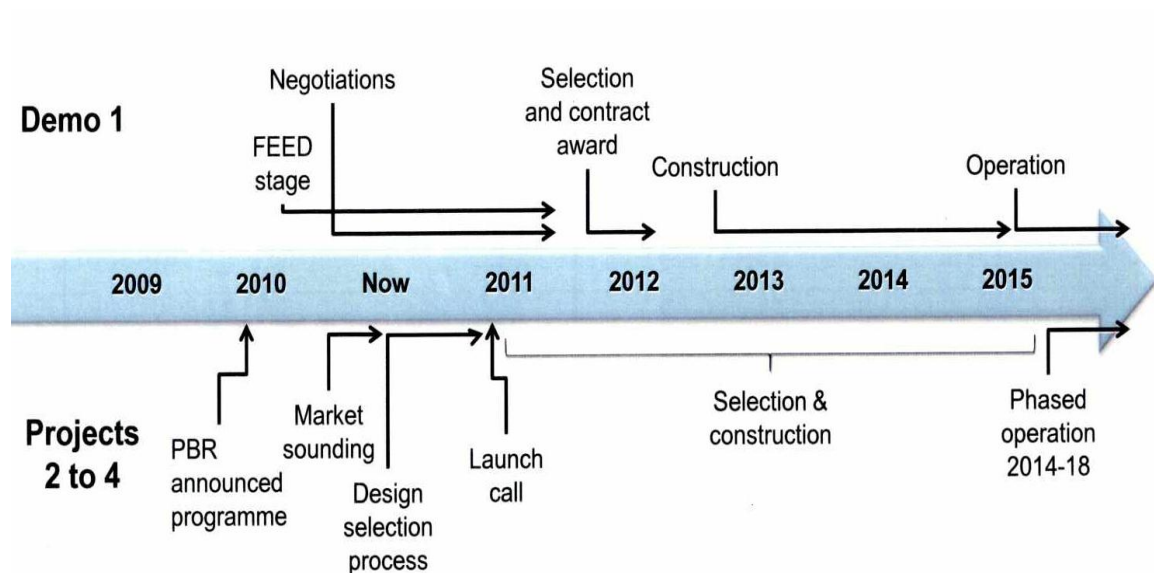 Demo 1
Negotiations
FEED
stage
Selection
and contract
award
Construction
Operation
2009 2010 Now 2011 2012 2013 2014 2015
Projects
2 to 4
PBR
announced
programme
Market
sounding
Design
selection
process
Launch
call
Selection &
construction
Phased
operation
2014-18